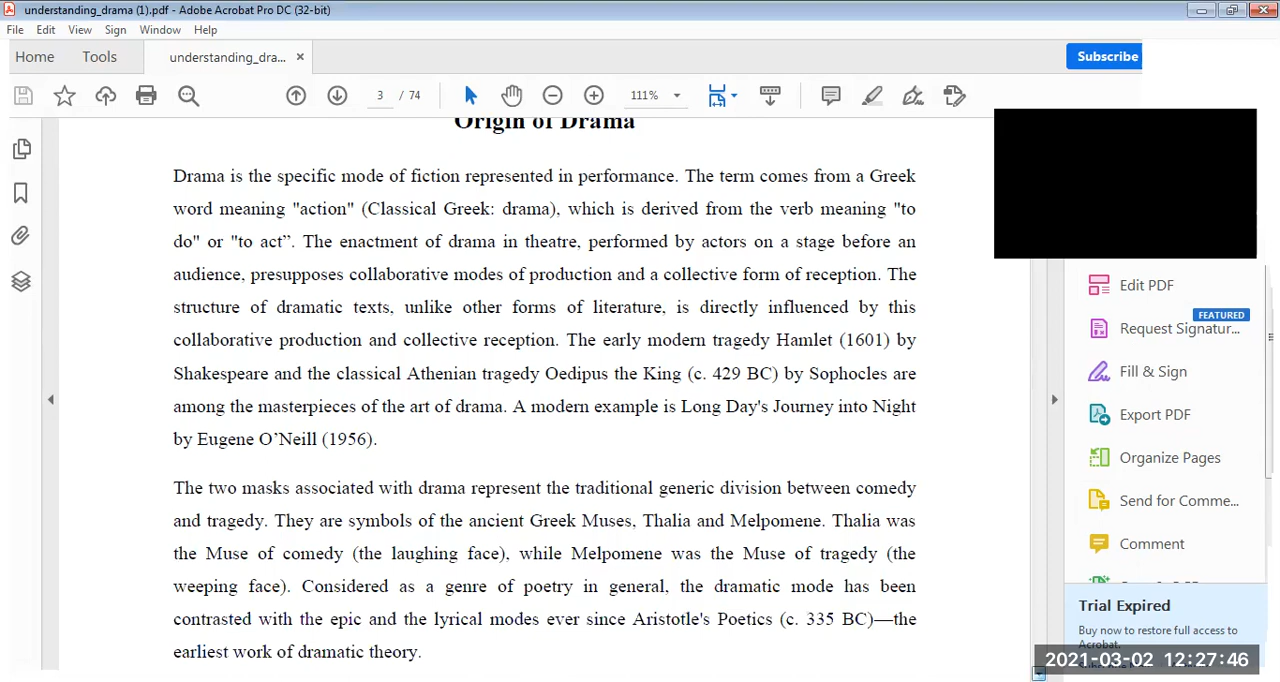 understanding_drama (1).pdf - Adobe Acrobat Pro DC (32-bit)
File Edit View Sign Window Help
Home Tools understanding_dra... ×
Subscribe
3 / 74
111%
Origin of Drama
Drama is the specific mode of fiction represented in performance. The term comes from a Greek
word meaning "action" (Classical Greek: drama), which is derived from the verb meaning "to
do" or "to act”. The enactment of drama in theatre, performed by actors on a stage before an
audience, presupposes collaborative modes of production and a collective form of reception. The
structure of dramatic texts, unlike other forms of literature, is directly influenced by this
collaborative production and collective reception. The early modern tragedy Hamlet (1601) by
Shakespeare and the classical Athenian tragedy Oedipus the King (c. 429 BC) by Sophocles are
among the masterpieces of the art of drama. A modern example is Long Day's Journey into Night
by Eugene O’Neill (1956).
The two masks associated with drama represent the traditional generic division between comedy
and tragedy. They are symbols of the ancient Greek Muses, Thalia and Melpomene. Thalia was
the Muse of comedy (the laughing face), while Melpomene was the Muse of tragedy (the
weeping face). Considered as a genre of poetry in general, the dramatic mode has been
contrasted with the epic and the lyrical modes ever since Aristotle's Poetics (c. 335 BC)—the
earliest work of dramatic theory.
Edit PDF
FEATURED
Request Signatur...
Fill & Sign
Export PDF
Organize Pages
Send for Comme...
Comment
Trial Expired
Buy now to restore full access to
Acrobat.
2021-03-02 12:27:46